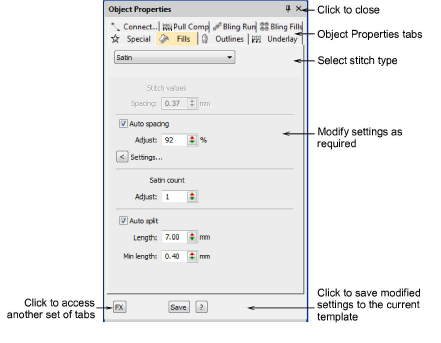 Object Properties
Click to close
Connect... Pull Comp Bling Run Bling Fills
Special Fills Outlines Underlay
Object Properties tabs
Satin
Select stitch type
Stitch values
Spacing: 0.37 mm
Auto spacing
Adjust: 92 %
< Settings...
Modify settings as
required
Satin count
Adjust: 1
Auto split
Length: 7.00 mm
Min length: 0.40 mm
Click to access
another set of tabs
FX Save ?
Click to save modified
settings to the current
template